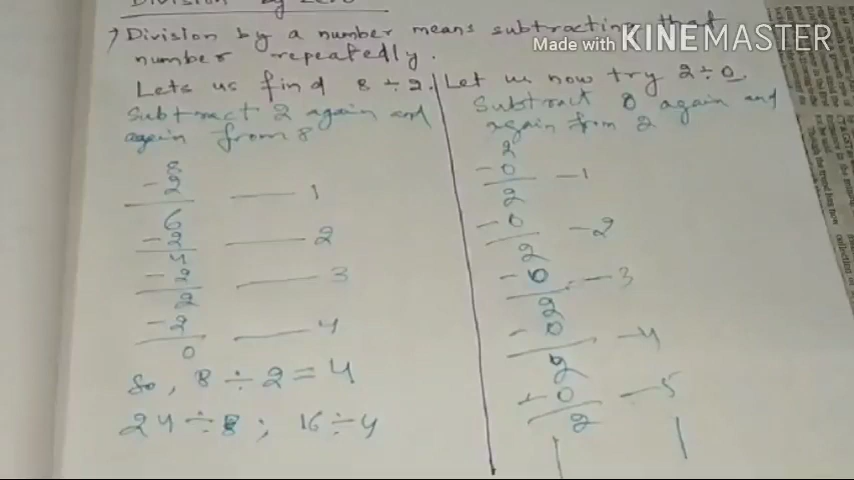 Division by Zero
Division by a number means subtracting that
number repeatedly.
Made with KINEMASTER
Lets us find 8 ÷ 2.
Subtract 2 again and
again from 8
8
- 2 — 1
6
- 2 — 2
4
- 2 — 3
2
- 2 — 4
0
So, 8 ÷ 2 = 4
24 ÷ 8 ; 16 ÷ 4
Let us now try 2 ÷ 0
Subtract 0 again and
again from 2
2
- 0 — 1
2
- 0 — 2
2
- 0 — 3
2
- 0 — 4
2
- 0 — 5
2